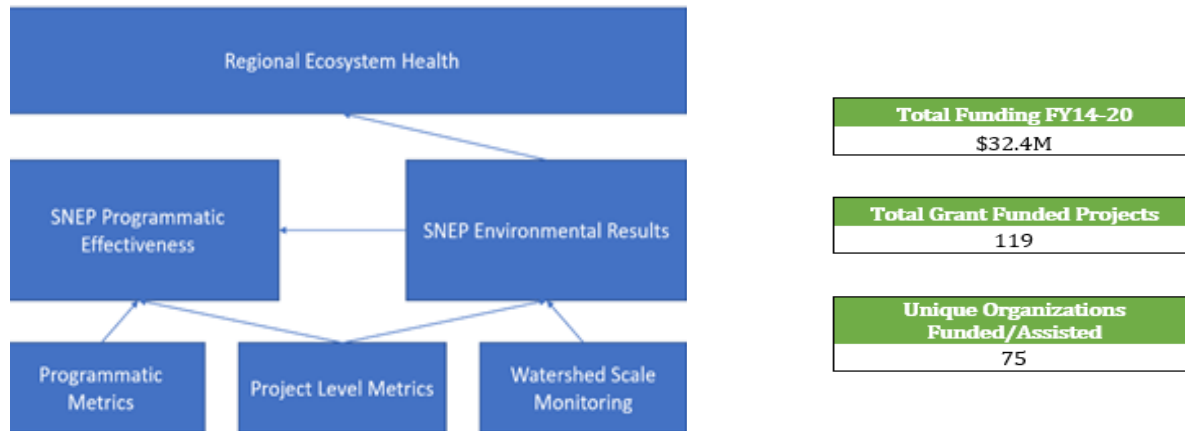 Regional Ecosystem Health
SNEP Programmatic
Effectiveness
SNEP Environmental Results
Programmatic
Metrics
Project Level Metrics
Watershed Scale
Monitoring
Total Funding FY14-20
$32.4M
Total Grant Funded Projects
119
Unique Organizations
Funded/Assisted
75